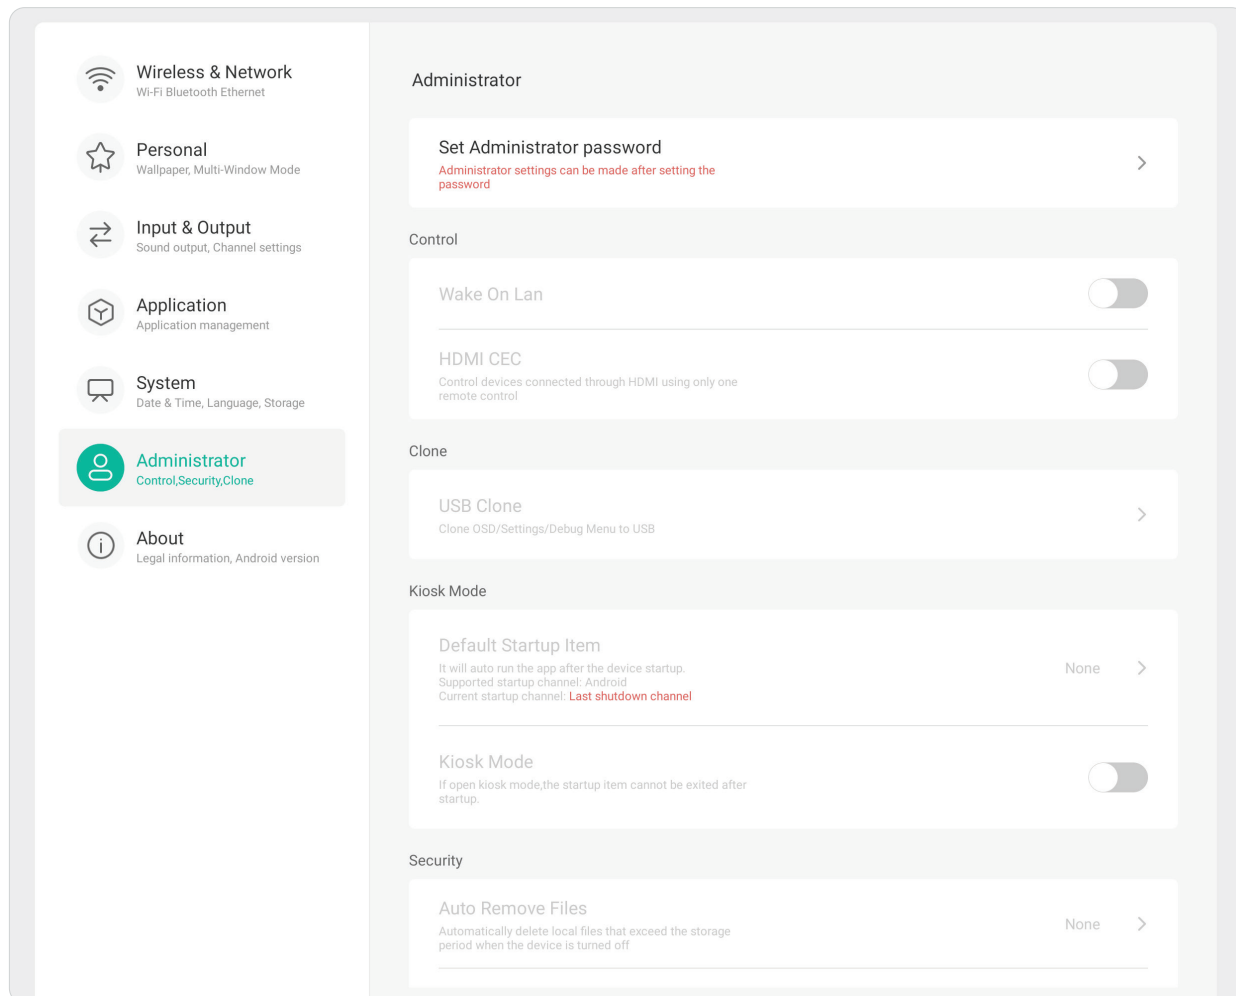 Wireless & Network
Wi-Fi Bluetooth Ethernet
Personal
Wallpaper, Multi-Window Mode
Input & Output
Sound output, Channel settings
Application
Application management
System
Date & Time, Language, Storage
Administrator
Control,Security,Clone
About
Legal information, Android version
Administrator
Set Administrator password
Administrator settings can be made after setting the
password
Control
Wake On Lan
HDMI CEC
Control devices connected through HDMI using only one
remote control
Clone
USB Clone
Clone OSD/Settings/Debug Menu to USB
Kiosk Mode
Default Startup Item
It will auto run the app after the device startup.
Supported startup channel: Android
Current startup channel: Last shutdown channel
None
Kiosk Mode
If open kiosk mode,the startup item cannot be exited after
startup.
Security
Auto Remove Files
Automatically delete local files that exceed the storage
period when the device is turned off
None